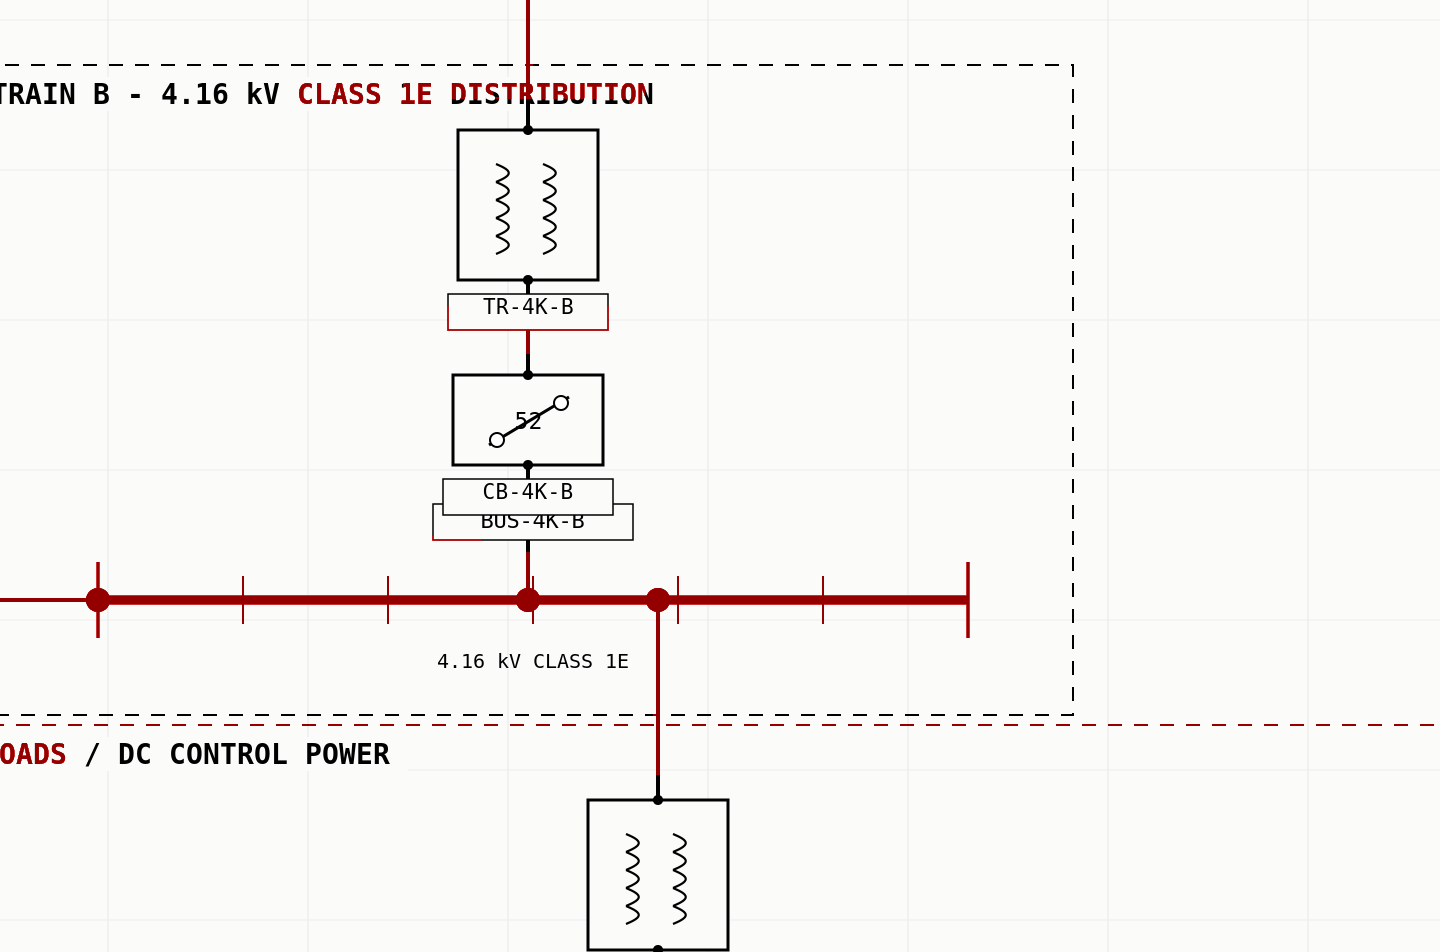 TRAIN B - 4.16 kV CLASS 1E DISTRIBUTION
TR-4K-B
52
CB-4K-B
BUS-4K-B
4.16 kV CLASS 1E
OADS / DC CONTROL POWER